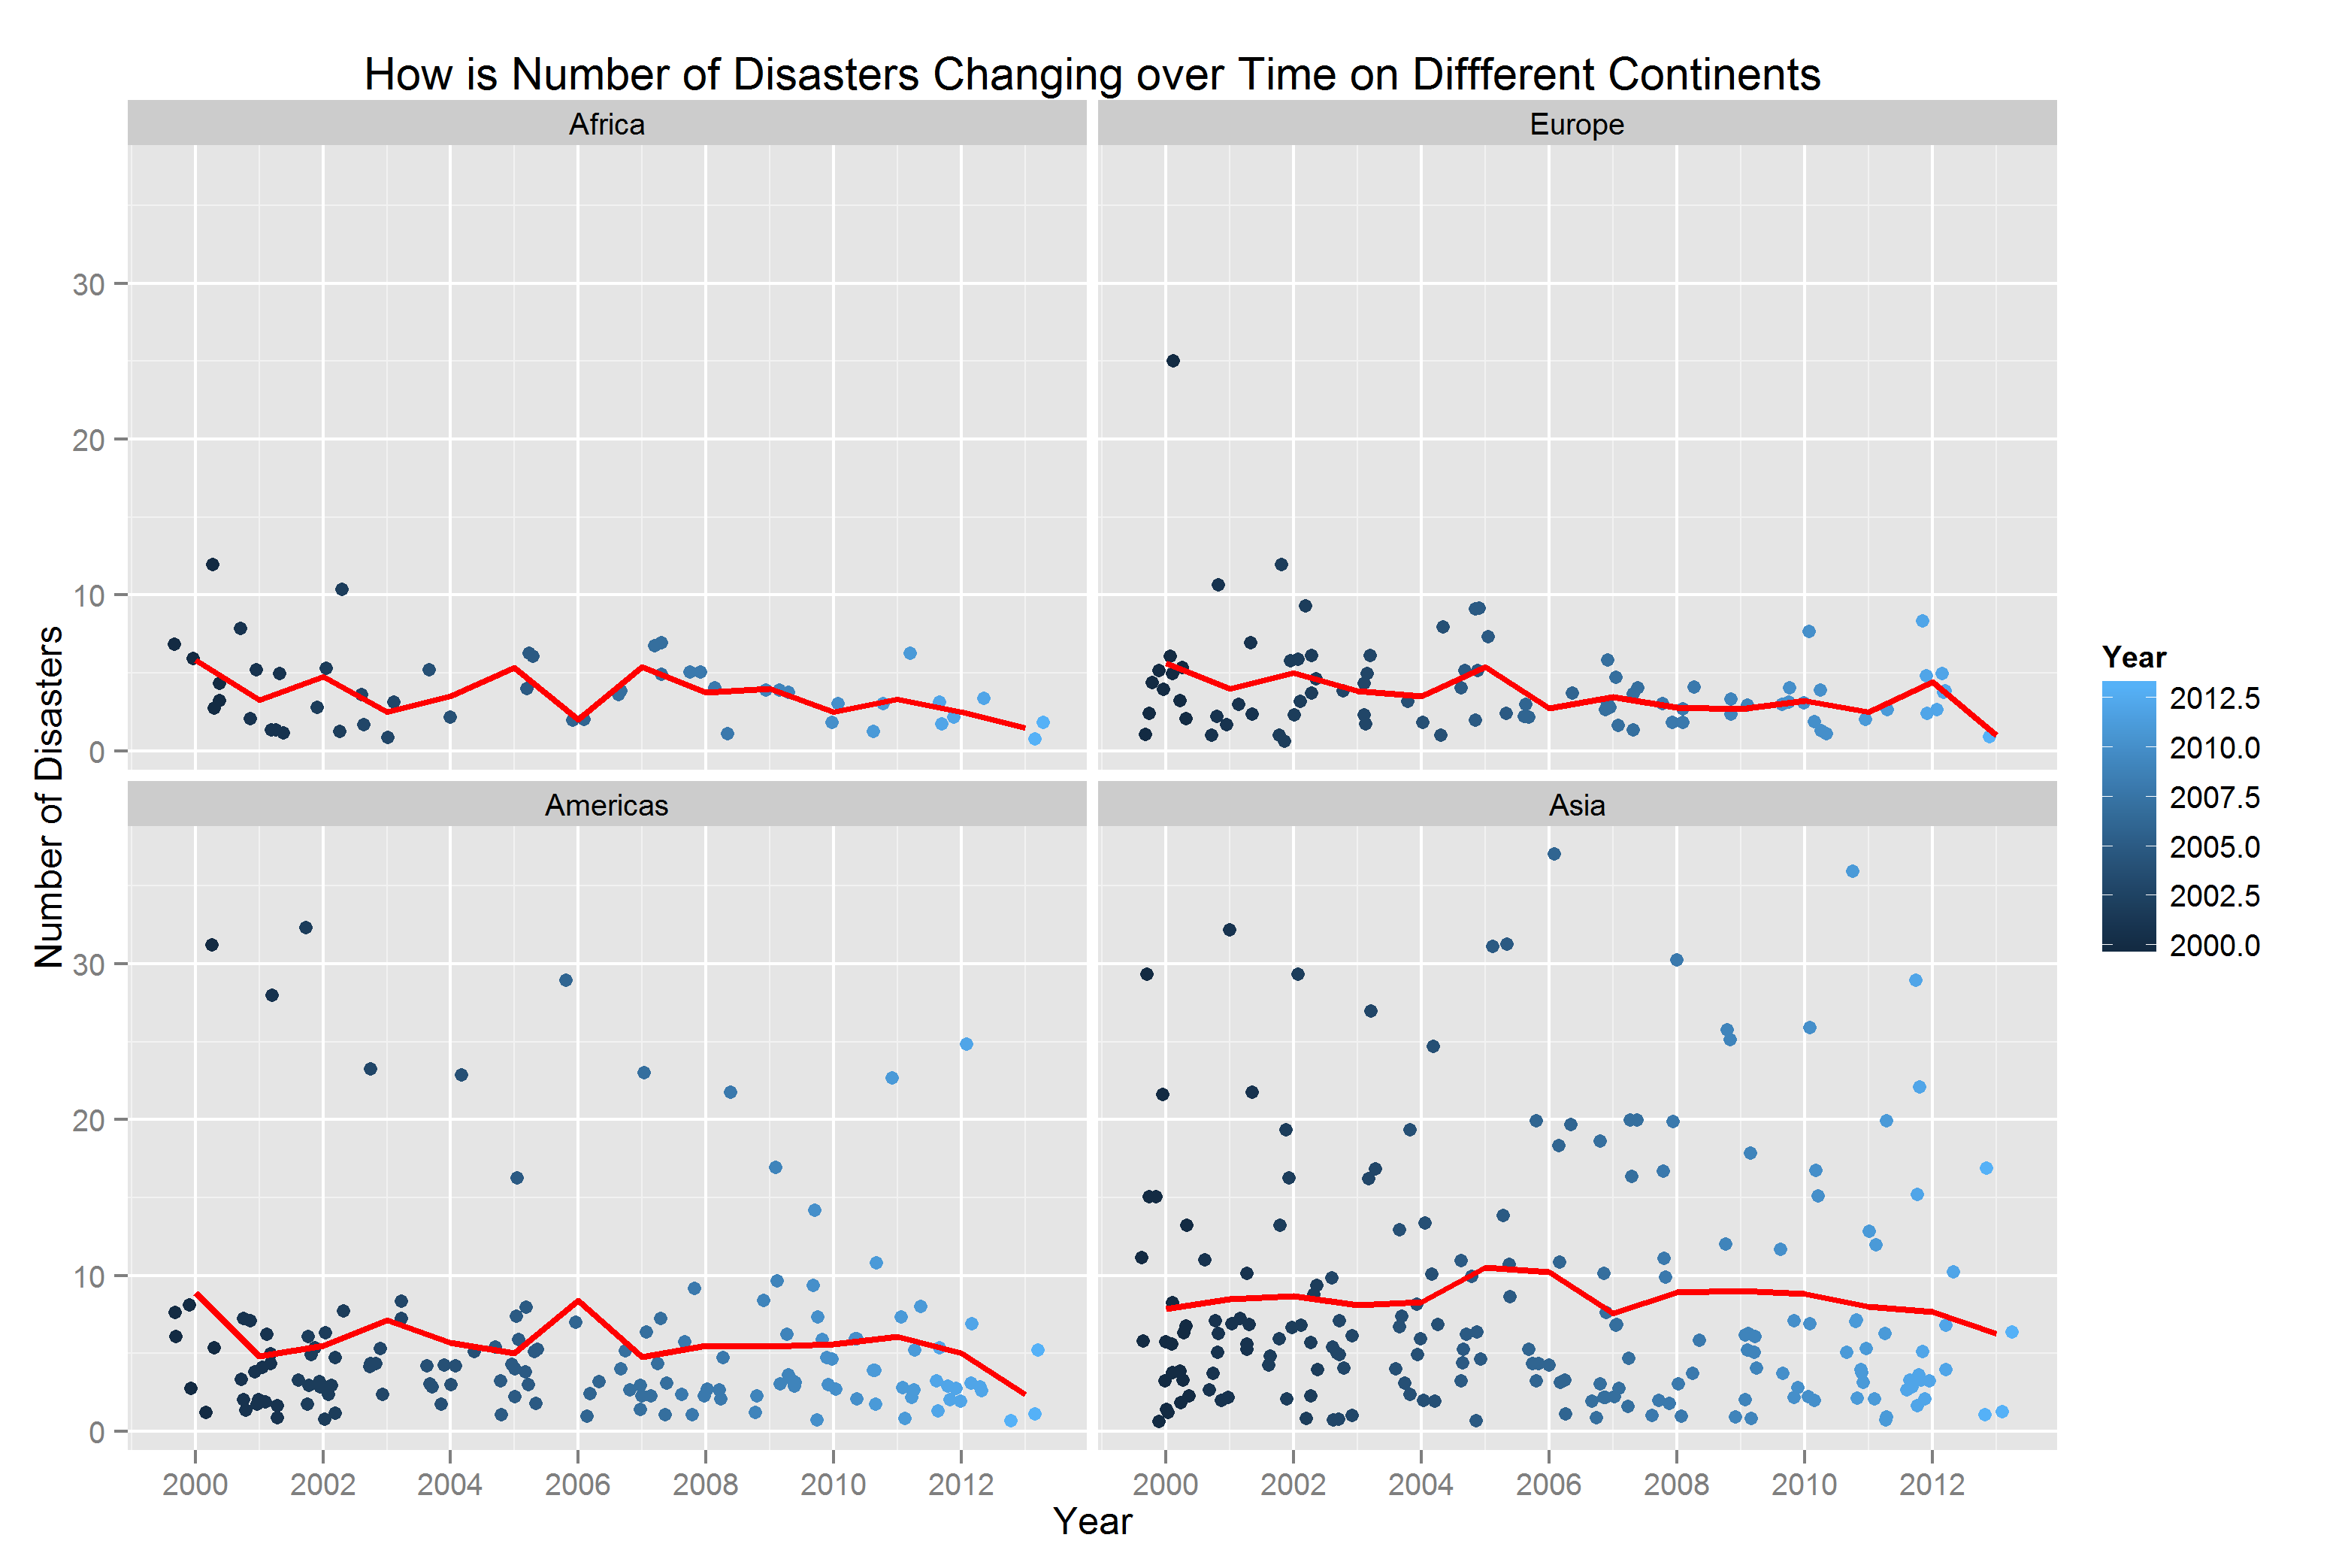 How is Number of Disasters Changing over Time on Diffferent Continents
Africa
Europe
30
20
10
0
Americas
Asia
30
20
10
0
Number of Disasters
2000 2002 2004 2006 2008 2010 2012
2000 2002 2004 2006 2008 2010 2012
Year
Year
2012.5
2010.0
2007.5
2005.0
2002.5
2000.0